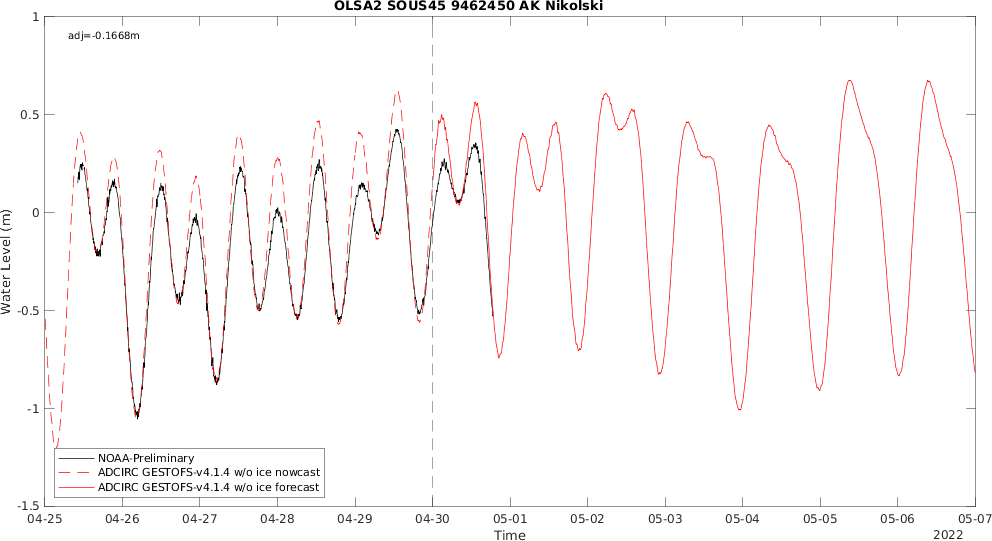 OLSA2 SOUS45 9462450 AK Nikolski
adj=-0.1668m
Water Level (m)
1
0.5
0
-0.5
-1
-1.5
NOAA-Preliminary
ADCIRC GESTOFS-v4.1.4 w/o ice nowcast
ADCIRC GESTOFS-v4.1.4 w/o ice forecast
04-25 04-26 04-27 04-28 04-29 04-30 05-01 05-02 05-03 05-04 05-05 05-06 05-07
Time
2022